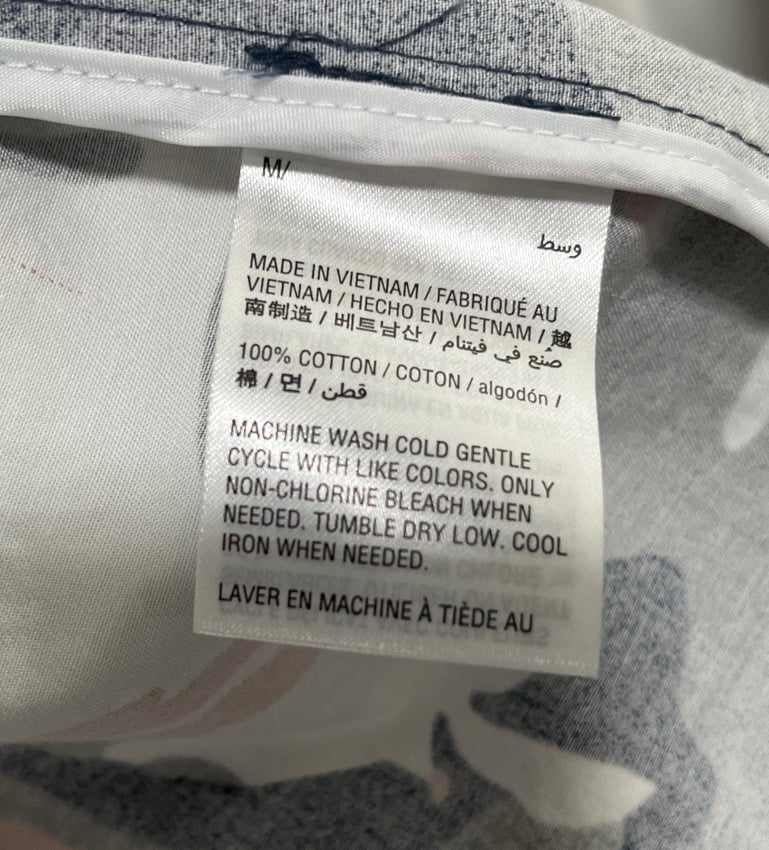 M/
وسط
MADE IN VIETNAM / FABRIQUÉ AU
VIETNAM / HECHO EN VIETNAM / 越
南制造 / 베트남산 / صُنع في فيتنام
100% COTTON / COTON / algodón /
棉 / 면 / قطن
MACHINE WASH COLD GENTLE
CYCLE WITH LIKE COLORS. ONLY
NON-CHLORINE BLEACH WHEN
NEEDED. TUMBLE DRY LOW. COOL
IRON WHEN NEEDED.
LAVER EN MACHINE À TIÈDE AU